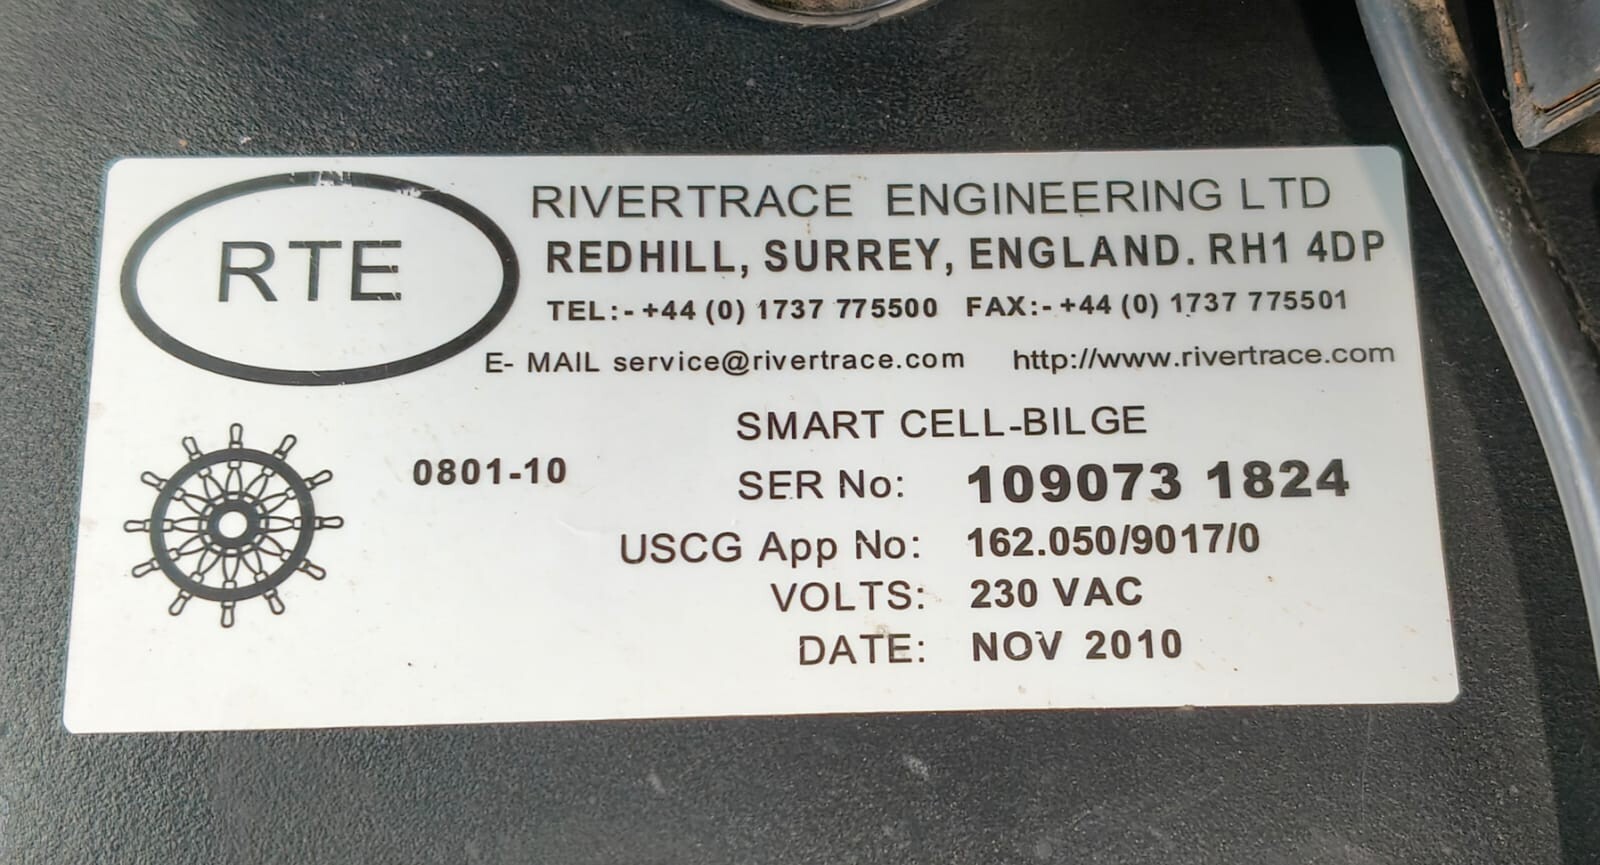 RTE
RIVERTRACE ENGINEERING LTD
REDHILL, SURREY, ENGLAND. RH1 4DP
TEL:- +44 (0) 1737 775500 FAX:- +44 (0) 1737 775501
E- MAIL service@rivertrace.com http://www.rivertrace.com
SMART CELL-BILGE
0801-10
SER No: 109073 1824
USCG App No: 162.050/9017/0
VOLTS: 230 VAC
DATE: NOV 2010